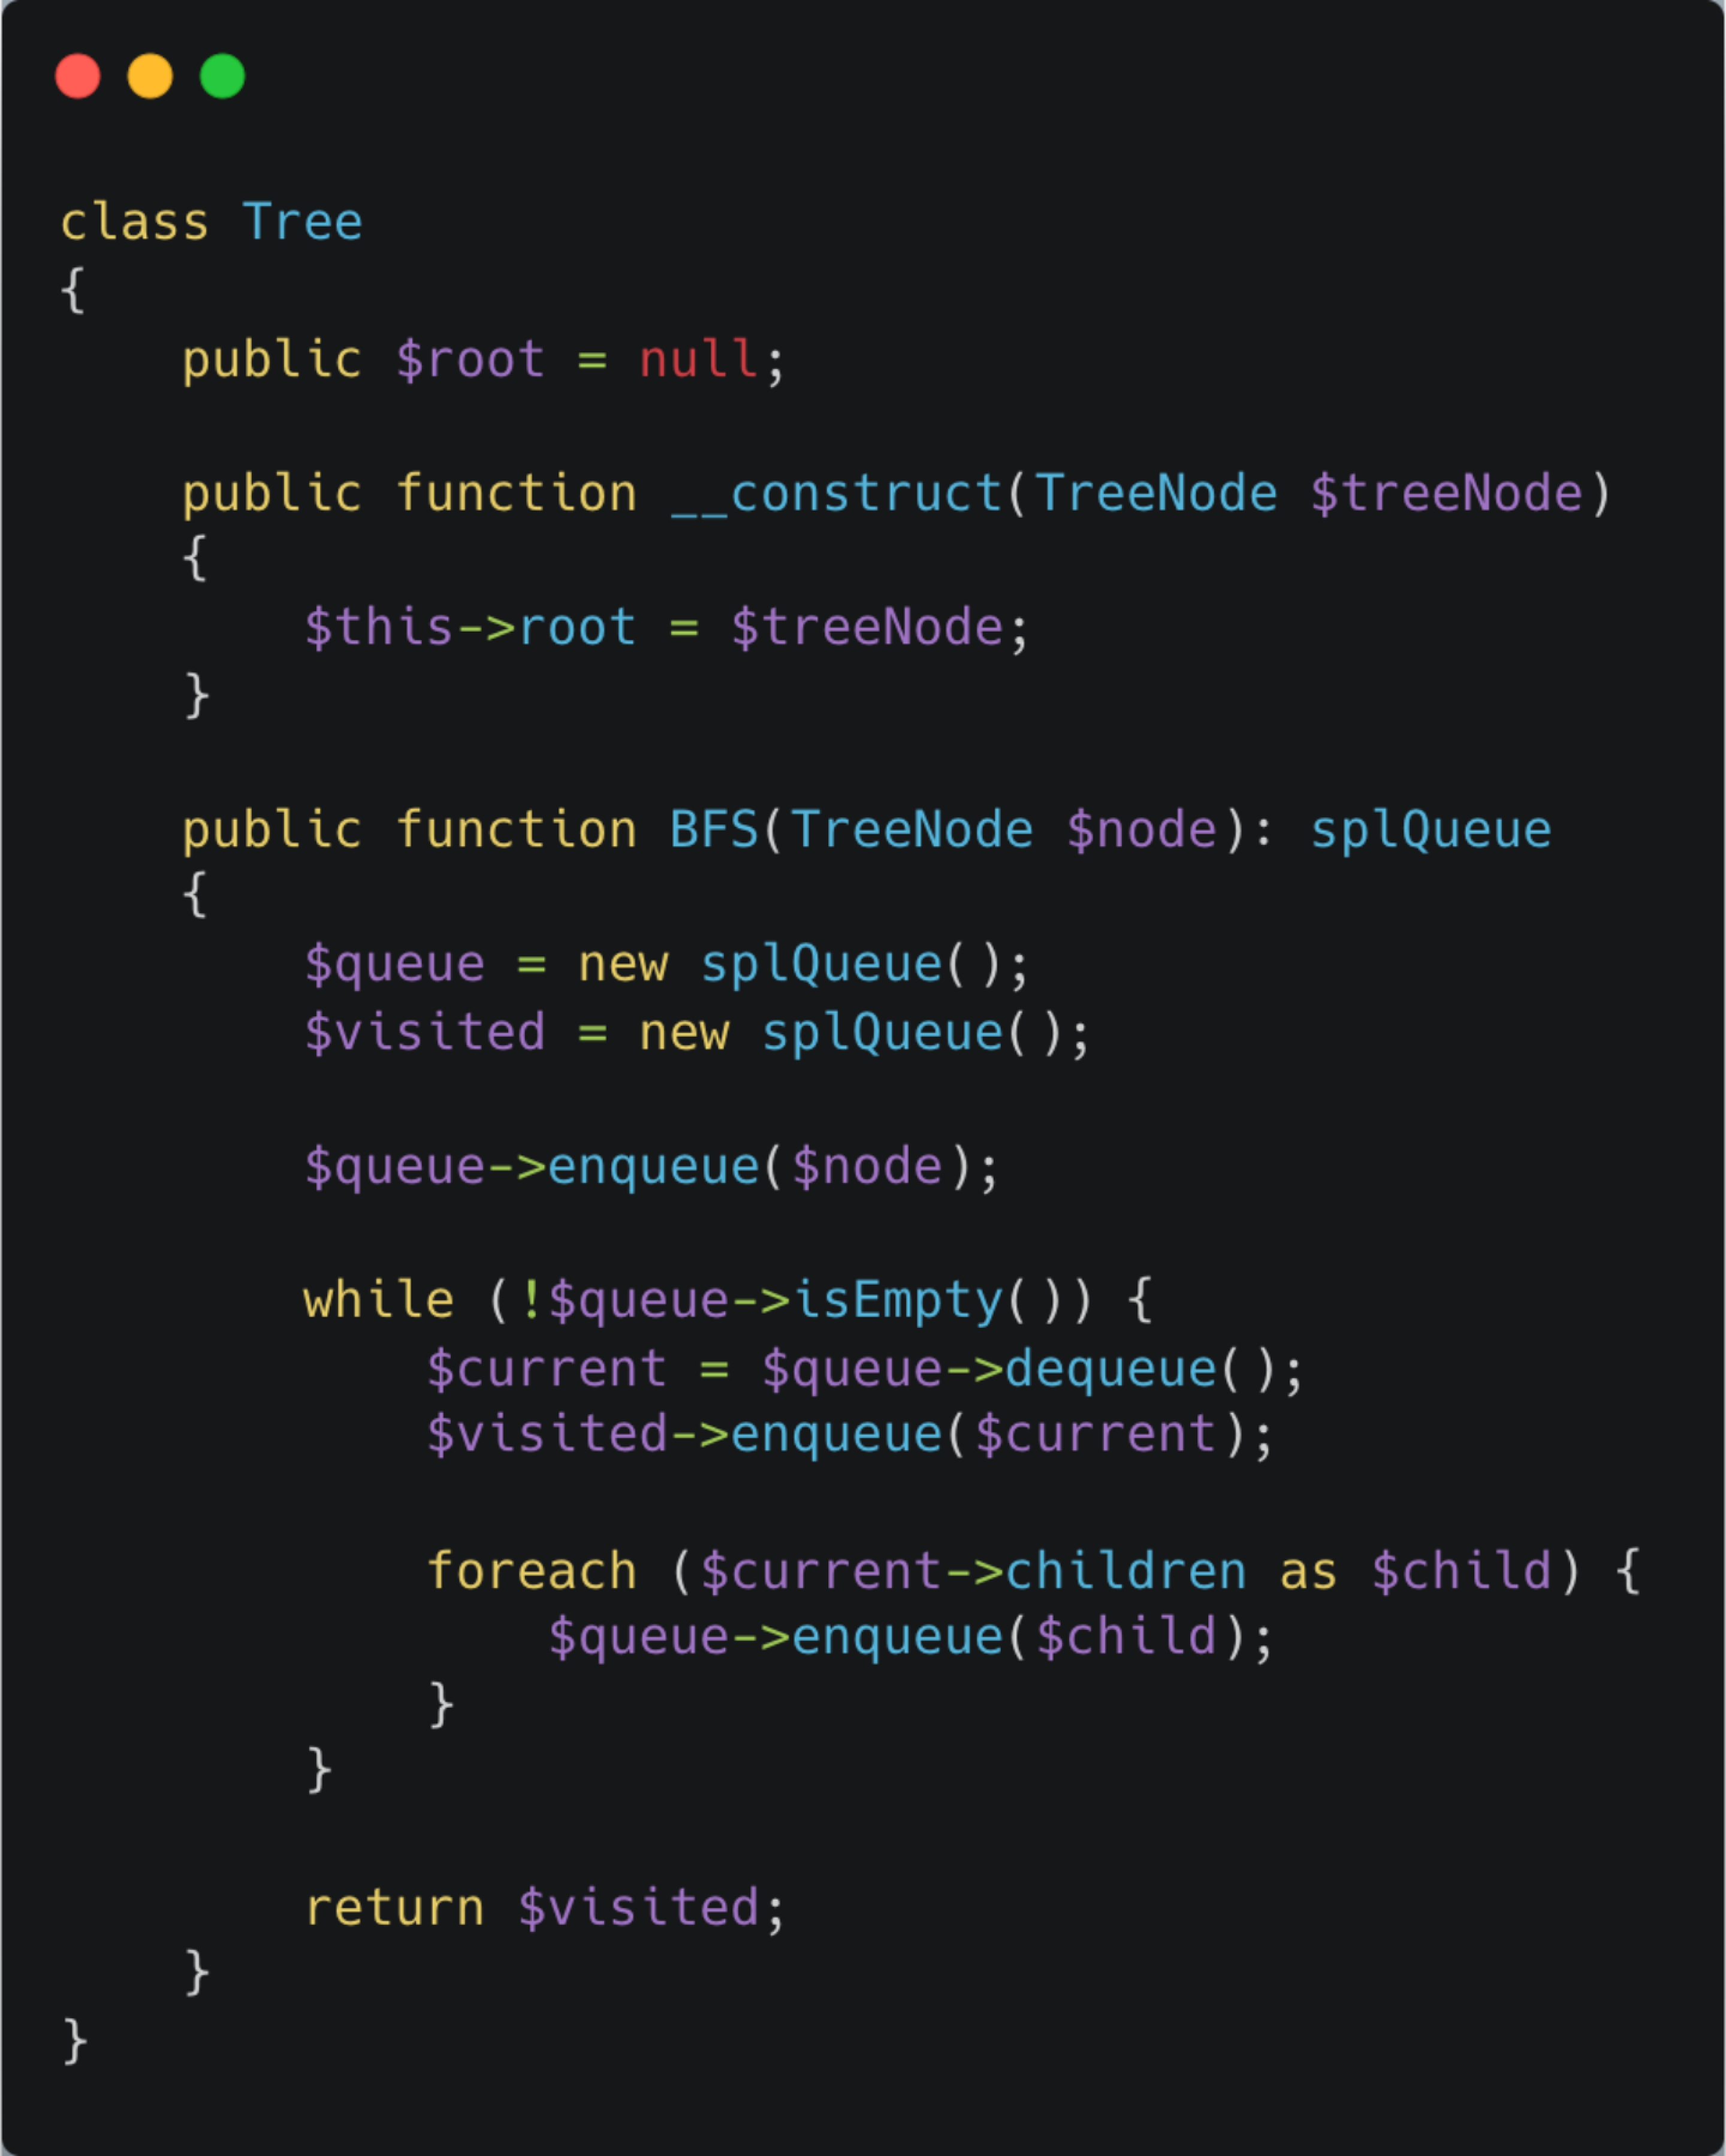 class Tree
{
    public $root = null;

    public function __construct(TreeNode $treeNode)
    {
        $this->root = $treeNode;
    }

    public function BFS(TreeNode $node): splQueue
    {
        $queue = new splQueue();
        $visited = new splQueue();

        $queue->enqueue($node);

        while (!$queue->isEmpty()) {
            $current = $queue->dequeue();
            $visited->enqueue($current);

            foreach ($current->children as $child) {
                $queue->enqueue($child);
            }
        }

        return $visited;
    }
}